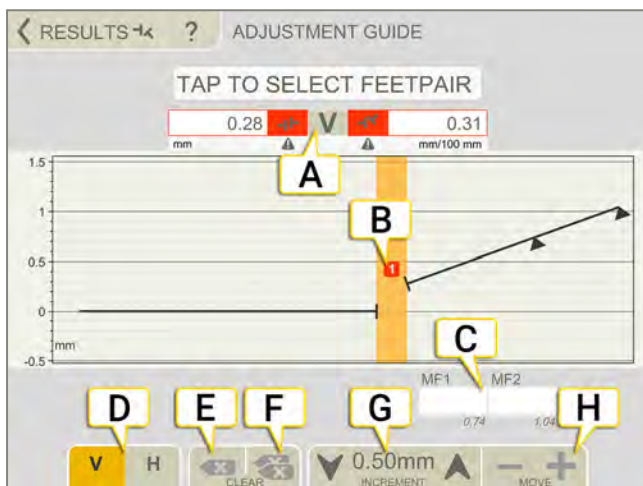 RESULTS ? ADJUSTMENT GUIDE
TAP TO SELECT FEETPAIR
0.28 V 0.31
mm mm/100 mm
A
1.5
1
B
0.5
1
0
C
mm
-0.5
MF1 MF2
0.74 1.04
D E F G H
V H 0.50mm
CLEAR INCREMENT MOVE